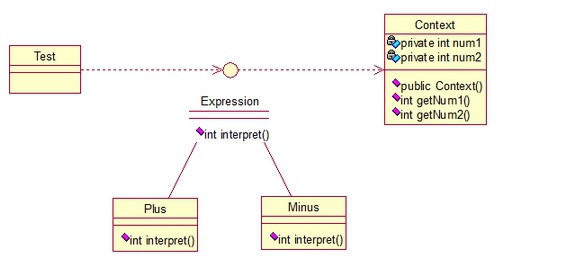 Test
Context
private int num1
private int num2
public Context()
int getNum1()
int getNum2()
Expression
int interpret()
Plus
int interpret()
Minus
int interpret()